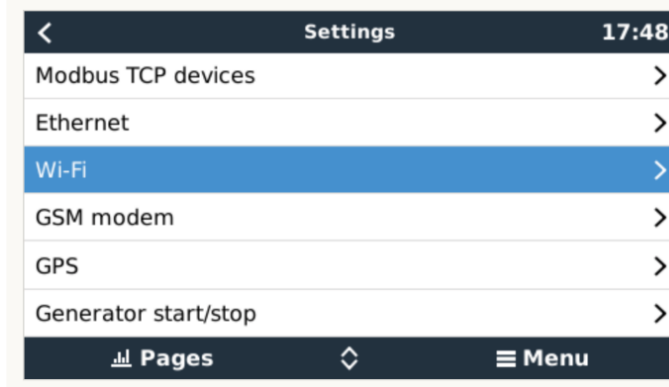 Settings 17:48
Modbus TCP devices
Ethernet
Wi-Fi
GSM modem
GPS
Generator start/stop
Pages Menu